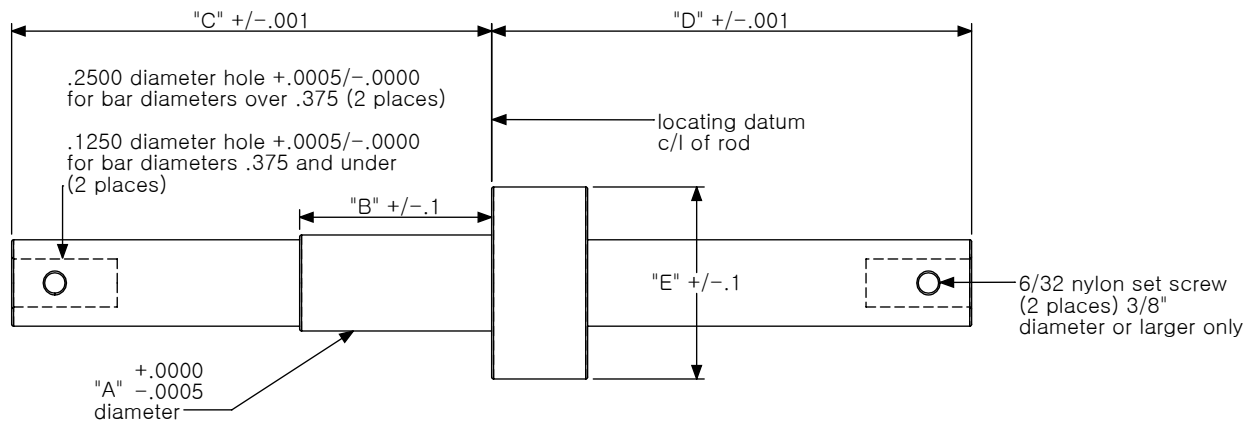 "C" +/-.001
"D" +/-.001
.2500 diameter hole +.0005/-.0000
for bar diameters over .375 (2 places)
.1250 diameter hole +.0005/-.0000
for bar diameters .375 and under
(2 places)
locating datum
c/l of rod
"B" +/-.1
"E" +/-.1
6/32 nylon set screw
(2 places) 3/8"
diameter or larger only
+.0000
"A" -.0005
diameter